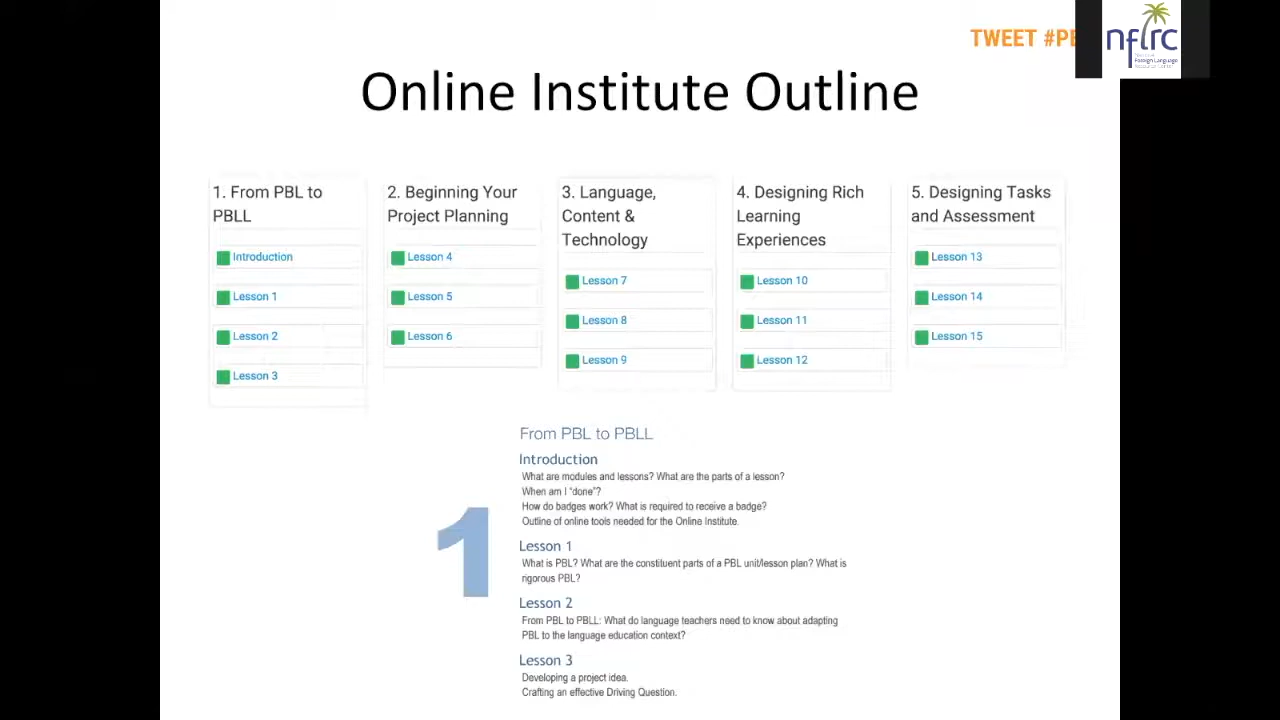 TWEET #P
nflrc
Foreign Language
Online Institute Outline
1. From PBL to
PBLL
Introduction
Lesson 1
Lesson 2
Lesson 3
2. Beginning Your
Project Planning
Lesson 4
Lesson 5
Lesson 6
3. Language,
Content &
Technology
Lesson 7
Lesson 8
Lesson 9
4. Designing Rich
Learning
Experiences
Lesson 10
Lesson 11
Lesson 12
5. Designing Tasks
and Assessment
Lesson 13
Lesson 14
Lesson 15
1
From PBL to PBLL
Introduction
What are modules and lessons? What are the parts of a lesson?
When am I “done”?
How do badges work? What is required to receive a badge?
Outline of online tools needed for the Online Institute.
Lesson 1
What is PBL? What are the constituent parts of a PBL unit/lesson plan? What is
rigorous PBL?
Lesson 2
From PBL to PBLL: What do language teachers need to know about adapting
PBL to the language education context?
Lesson 3
Developing a project idea.
Crafting an effective Driving Question.